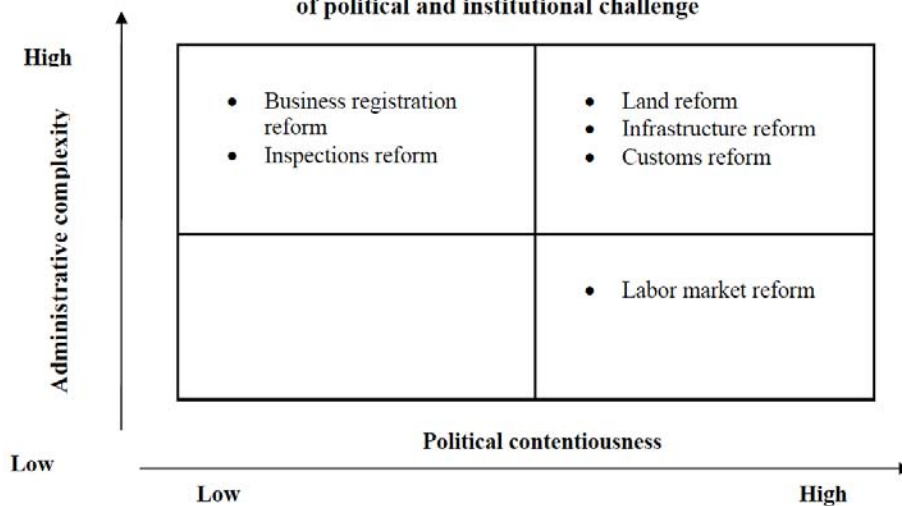 of political and institutional challenge
High
• Business registration
reform
• Inspections reform
• Land reform
• Infrastructure reform
• Customs reform
Administrative complexity
• Labor market reform
Political contentiousness
Low
Low
High